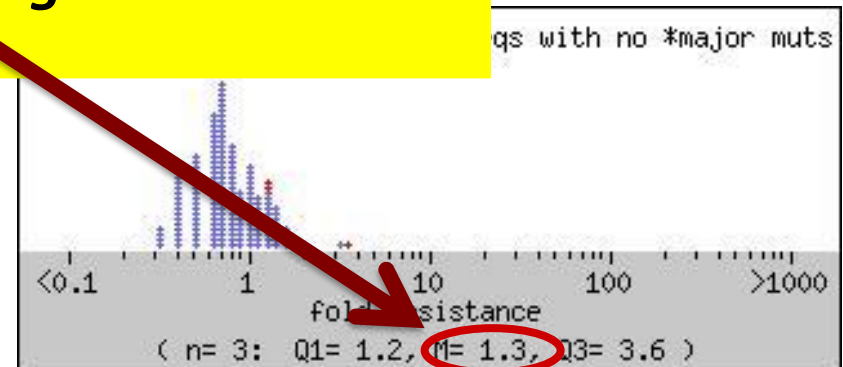 g
qs with no *major muts
<0.1 1 10 100 >1000
fold resistance
( n= 3: Q1= 1.2, M= 1.3, Q3= 3.6 )